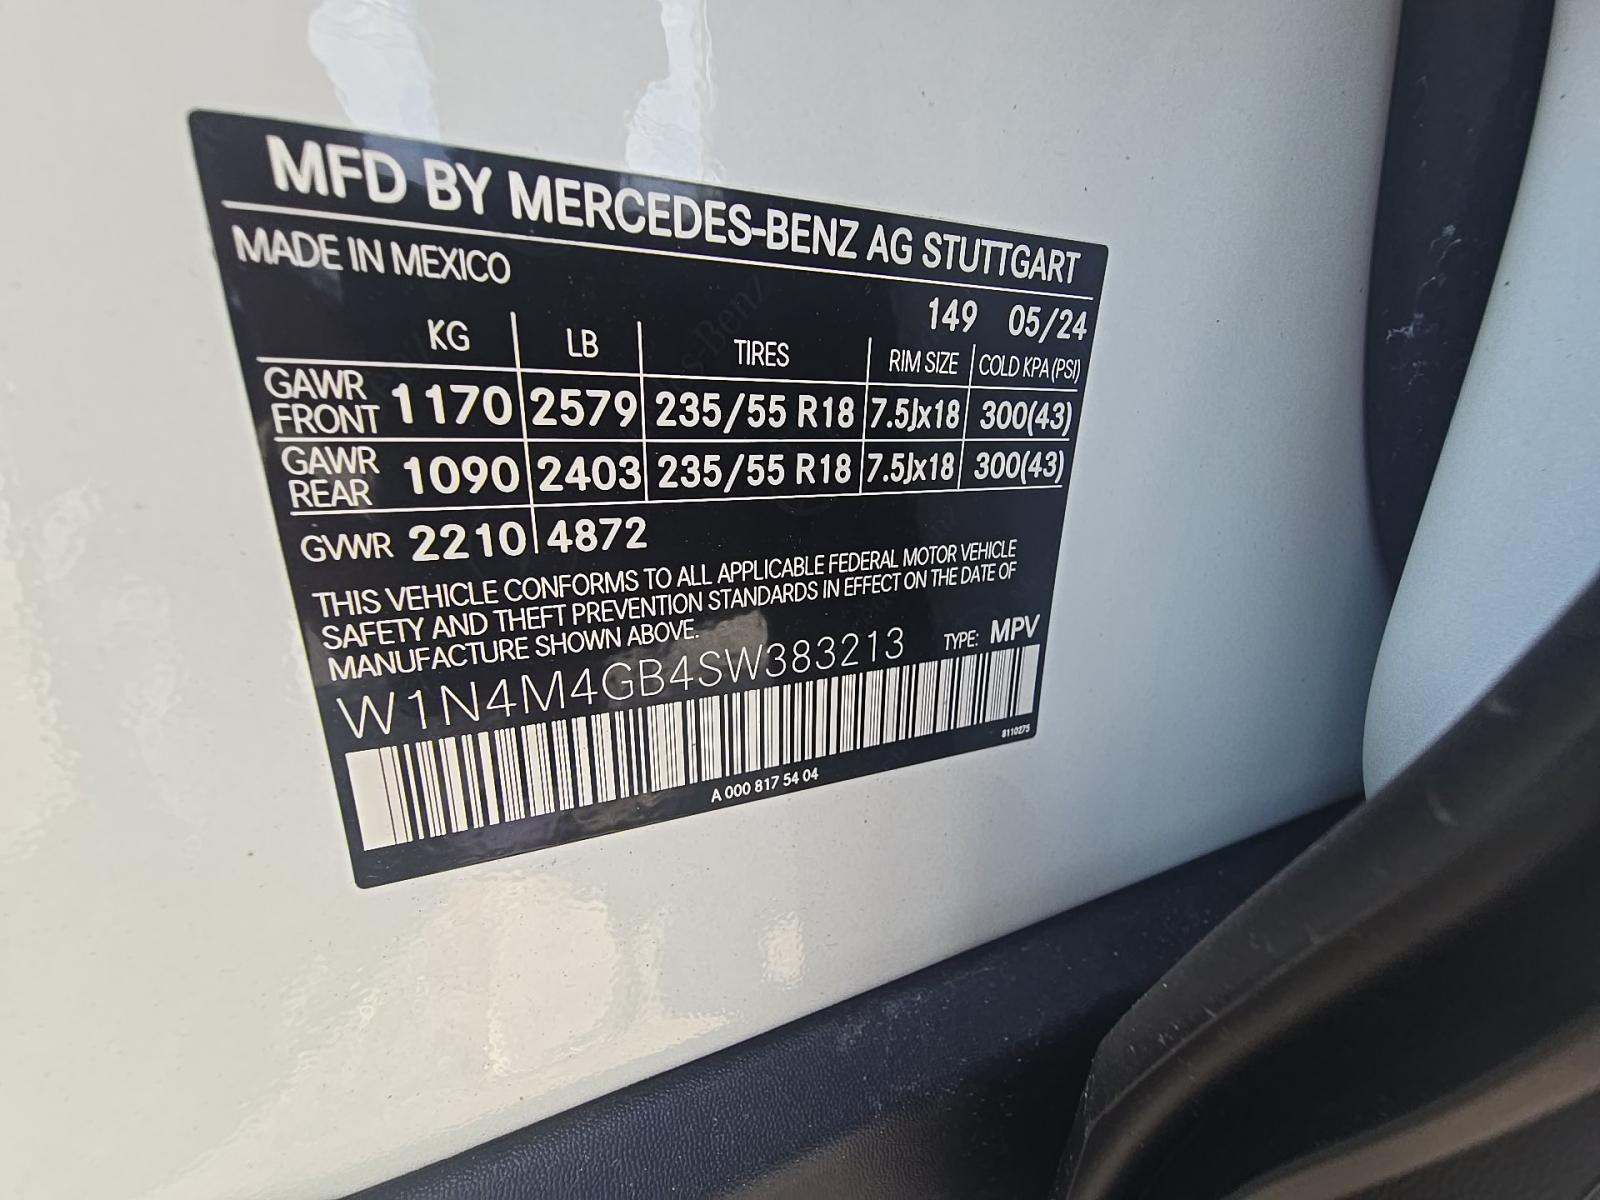 MFD BY MERCEDES-BENZ AG STUTTGART
MADE IN MEXICO
149 05/24
KG LB TIRES RIM SIZE COLD KPA(PSI)
GAWR FRONT 1170 2579 235/55 R18 7.5Jx18 300(43)
GAWR REAR 1090 2403 235/55 R18 7.5Jx18 300(43)
GVWR 2210 4872
THIS VEHICLE CONFORMS TO ALL APPLICABLE FEDERAL MOTOR VEHICLE
SAFETY AND THEFT PREVENTION STANDARDS IN EFFECT ON THE DATE OF
MANUFACTURE SHOWN ABOVE.
W1N4M4GB4SW383213 TYPE: MPV
8110275
A 000 817 54 04